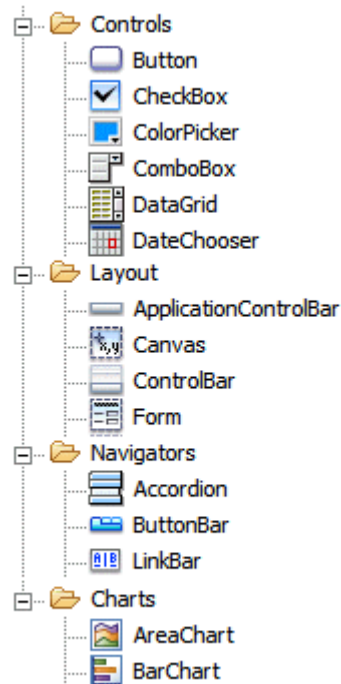 Controls
Button
CheckBox
ColorPicker
ComboBox
DataGrid
DateChooser
Layout
ApplicationControlBar
x,y Canvas
ControlBar
Form
Navigators
Accordion
ButtonBar
A|B LinkBar
Charts
AreaChart
BarChart